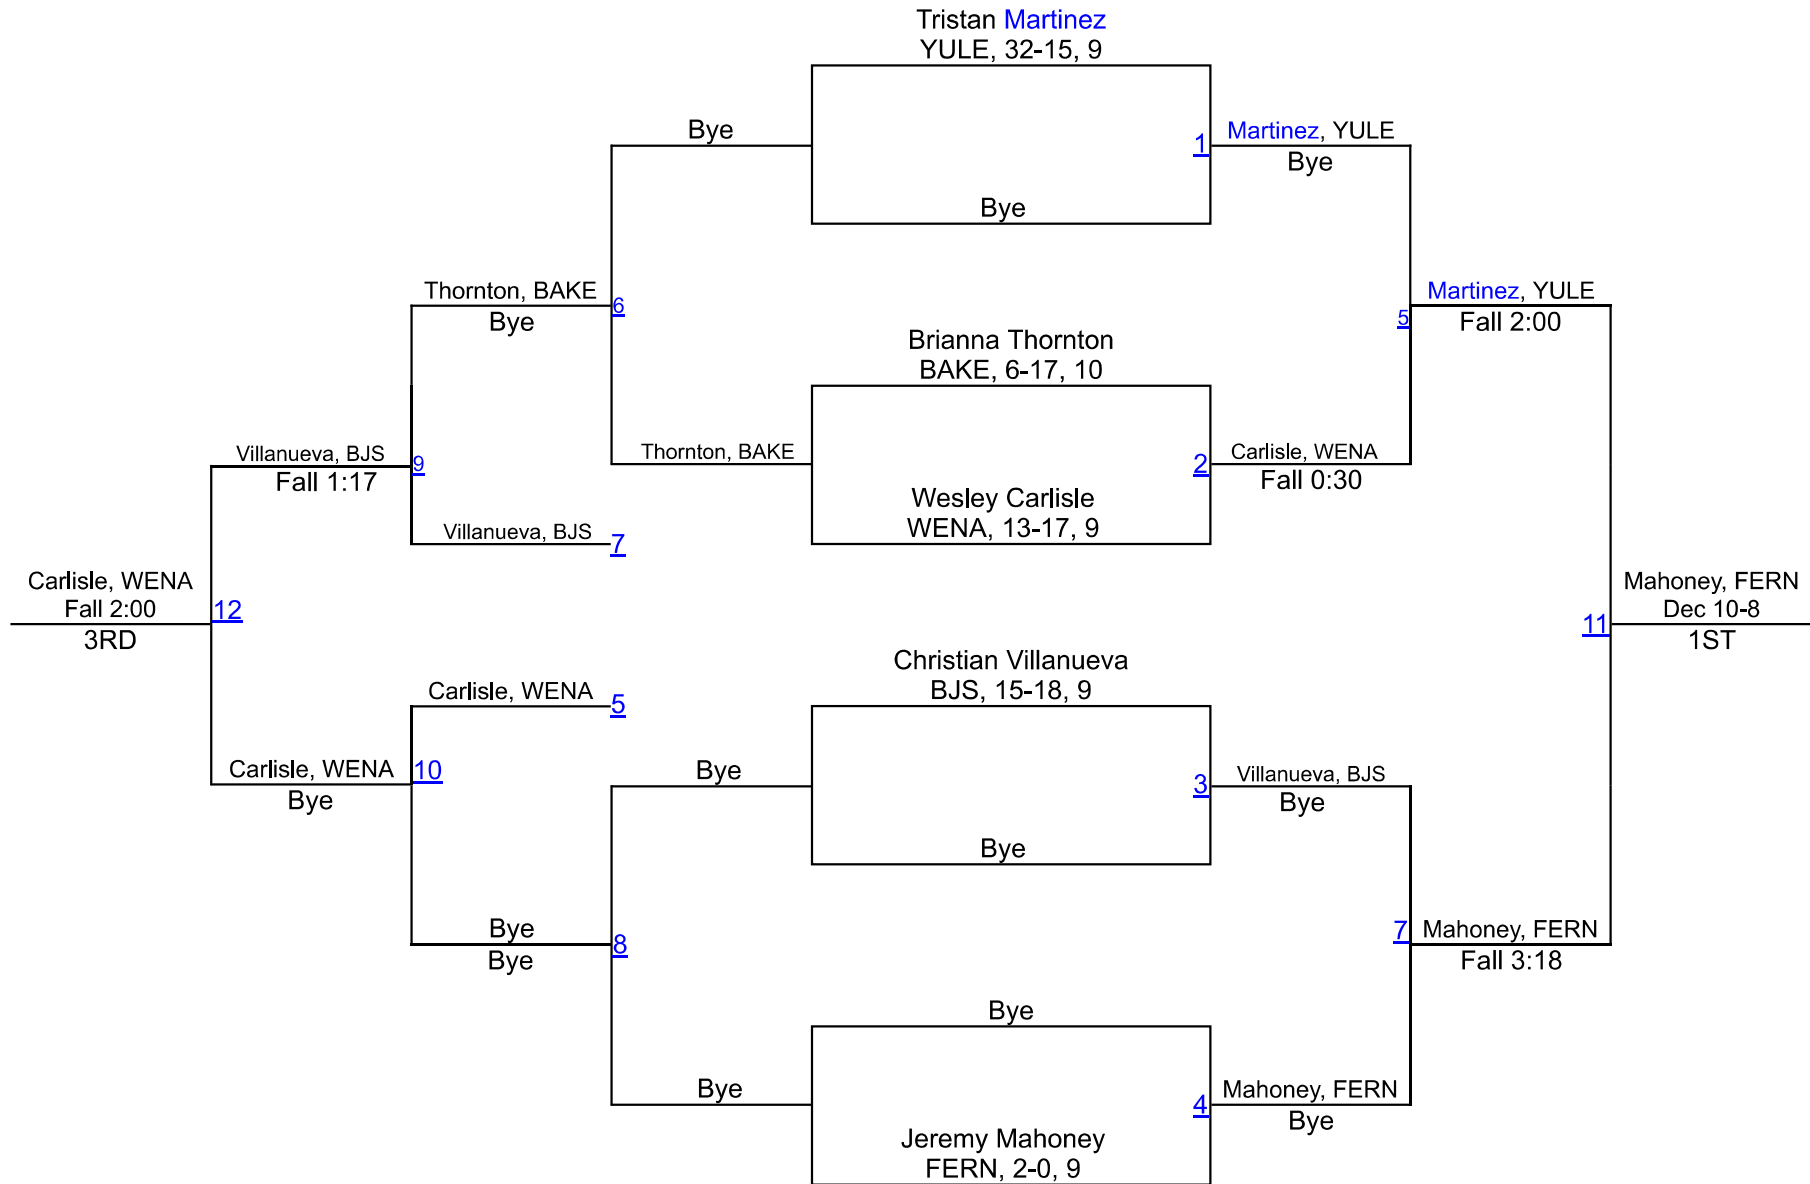 Tristan Martinez
YULE, 32-15, 9
Bye
1
Martinez, YULE
Bye
Bye
Thornton, BAKE
Bye
6
Martinez, YULE
Fall 2:00
5
Brianna Thornton
BAKE, 6-17, 10
Villanueva, BJS
Fall 1:17
9
Thornton, BAKE
2
Carlisle, WENA
Fall 0:30
Wesley Carlisle
WENA, 13-17, 9
Villanueva, BJS
7
Carlisle, WENA
Fall 2:00
3RD
12
Mahoney, FERN
Dec 10-8
1ST
11
Christian Villanueva
BJS, 15-18, 9
Carlisle, WENA
5
Carlisle, WENA
Bye
10
Bye
3
Villanueva, BJS
Bye
Bye
Bye
Bye
8
7
Mahoney, FERN
Fall 3:18
Bye
Bye
4
Mahoney, FERN
Bye
Jeremy Mahoney
FERN, 2-0, 9